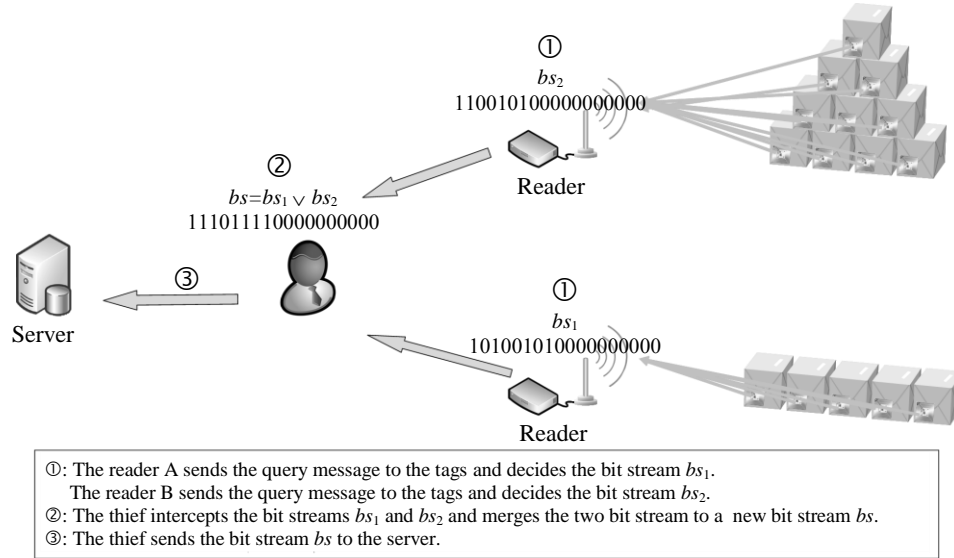 ①
bs₂
110010100000000000
Reader
②
bs=bs₁ ∨ bs₂
111011110000000000
③
Server
①
bs₁
101001010000000000
Reader
①: The reader A sends the query message to the tags and decides the bit stream bs₁.
The reader B sends the query message to the tags and decides the bit stream bs₂.
②: The thief intercepts the bit streams bs₁ and bs₂ and merges the two bit stream to a new bit stream bs.
③: The thief sends the bit stream bs to the server.